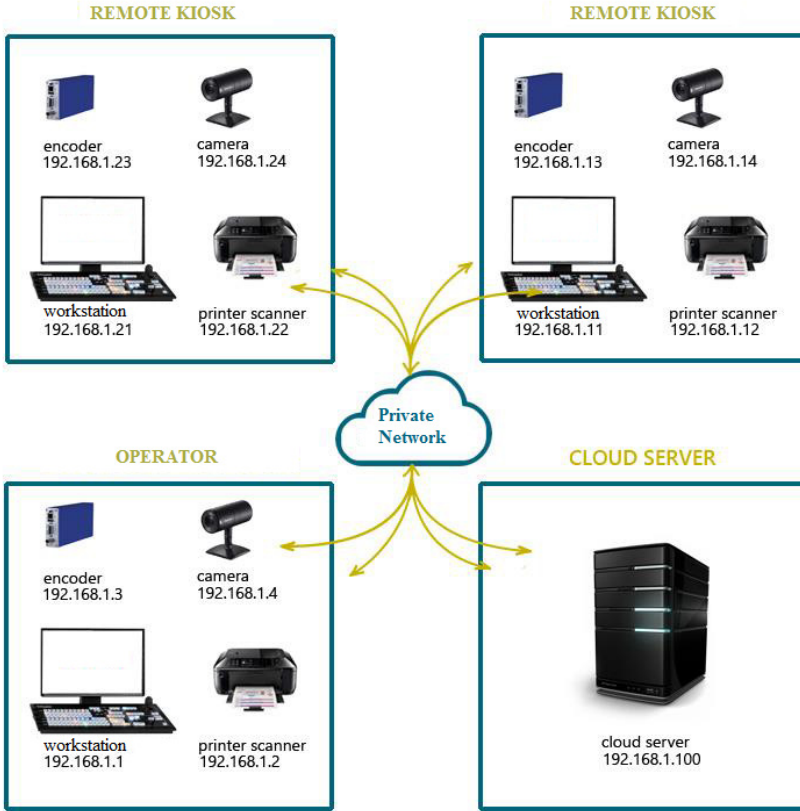 REMOTE KIOSK
encoder
192.168.1.23
camera
192.168.1.24
workstation
192.168.1.21
printer scanner
192.168.1.22
REMOTE KIOSK
encoder
192.168.1.13
camera
192.168.1.14
workstation
192.168.1.11
printer scanner
192.168.1.12
Private
Network
OPERATOR
encoder
192.168.1.3
camera
192.168.1.4
workstation
192.168.1.1
printer scanner
192.168.1.2
CLOUD SERVER
cloud server
192.168.1.100